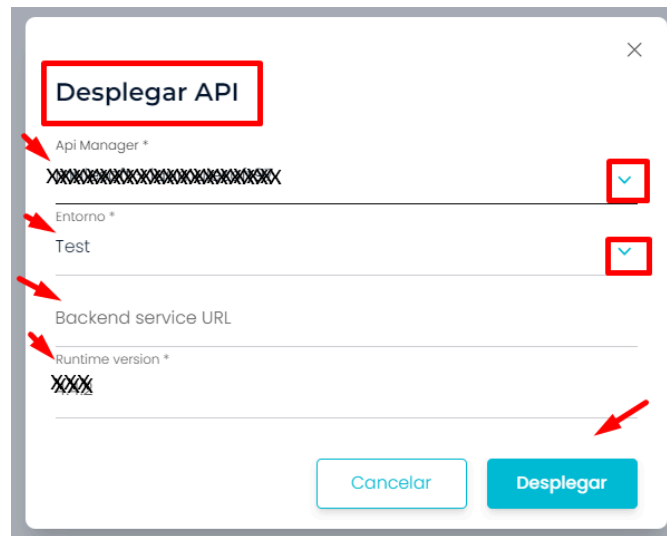 Desplegar API
Api Manager *
Entorno *
Test
Backend service URL
Runtime version *
Cancelar
Desplegar